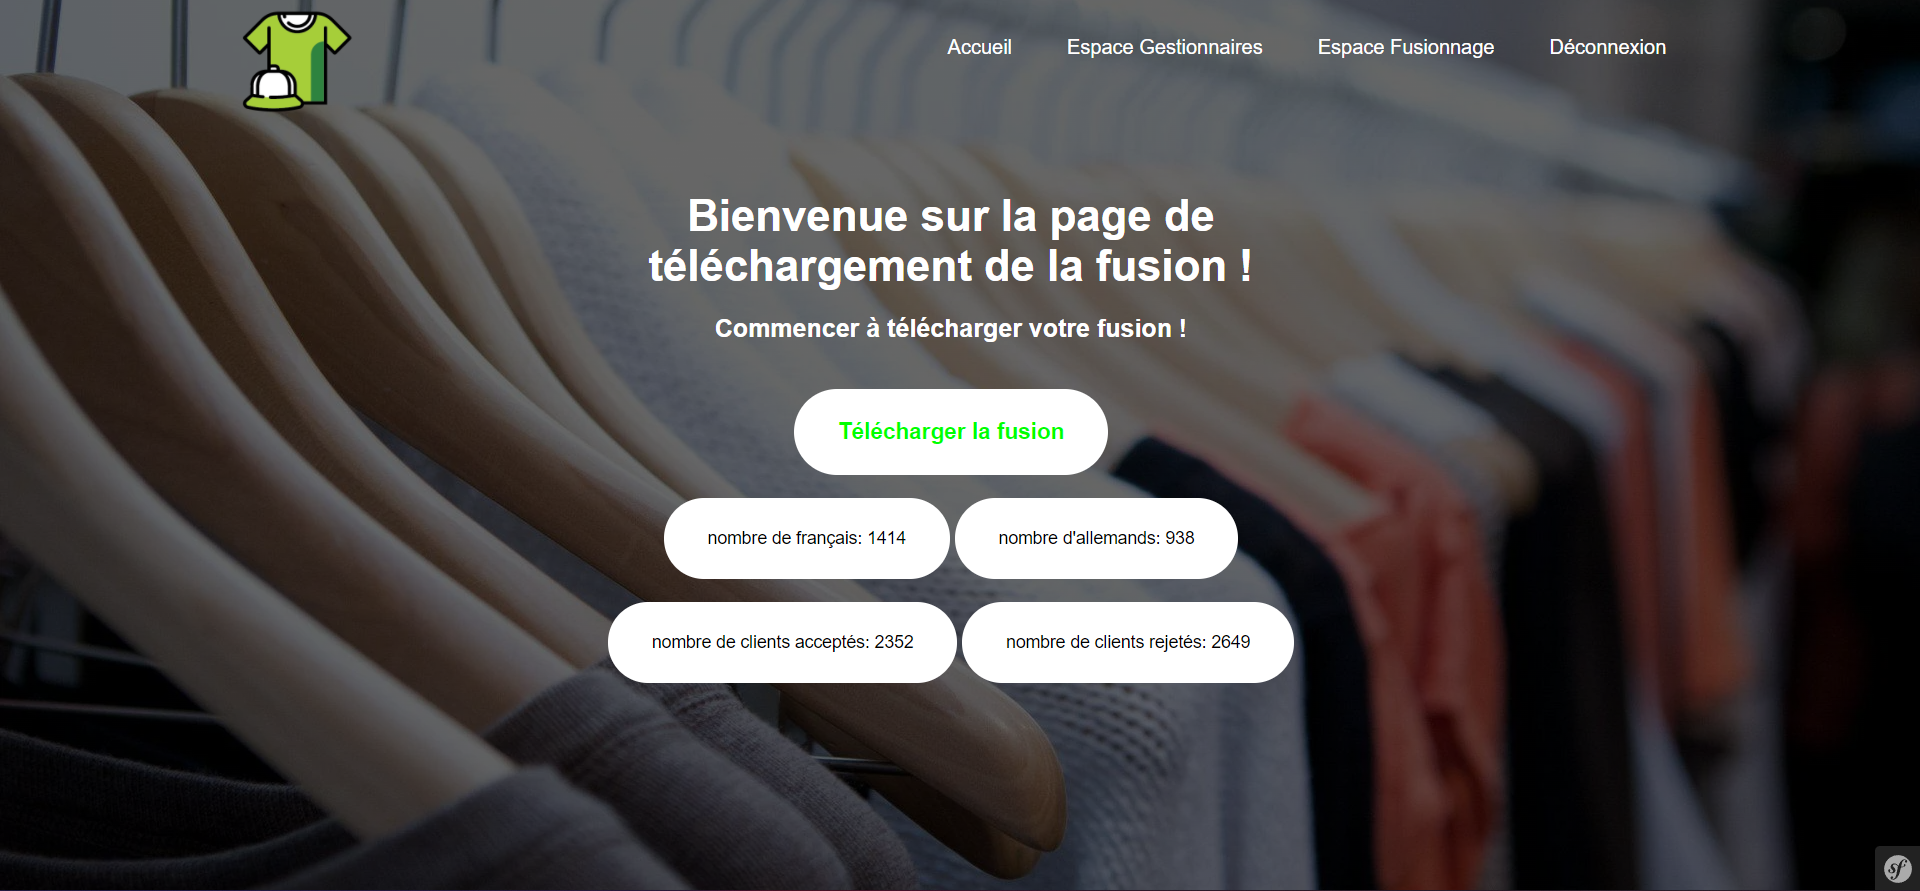 Accueil Espace Gestionnaires Espace Fusionnage Déconnexion
Bienvenue sur la page de
téléchargement de la fusion !
Commencer à télécharger votre fusion !
Télécharger la fusion
nombre de français: 1414 nombre d'allemands: 938
nombre de clients acceptés: 2352 nombre de clients rejetés: 2649
sf